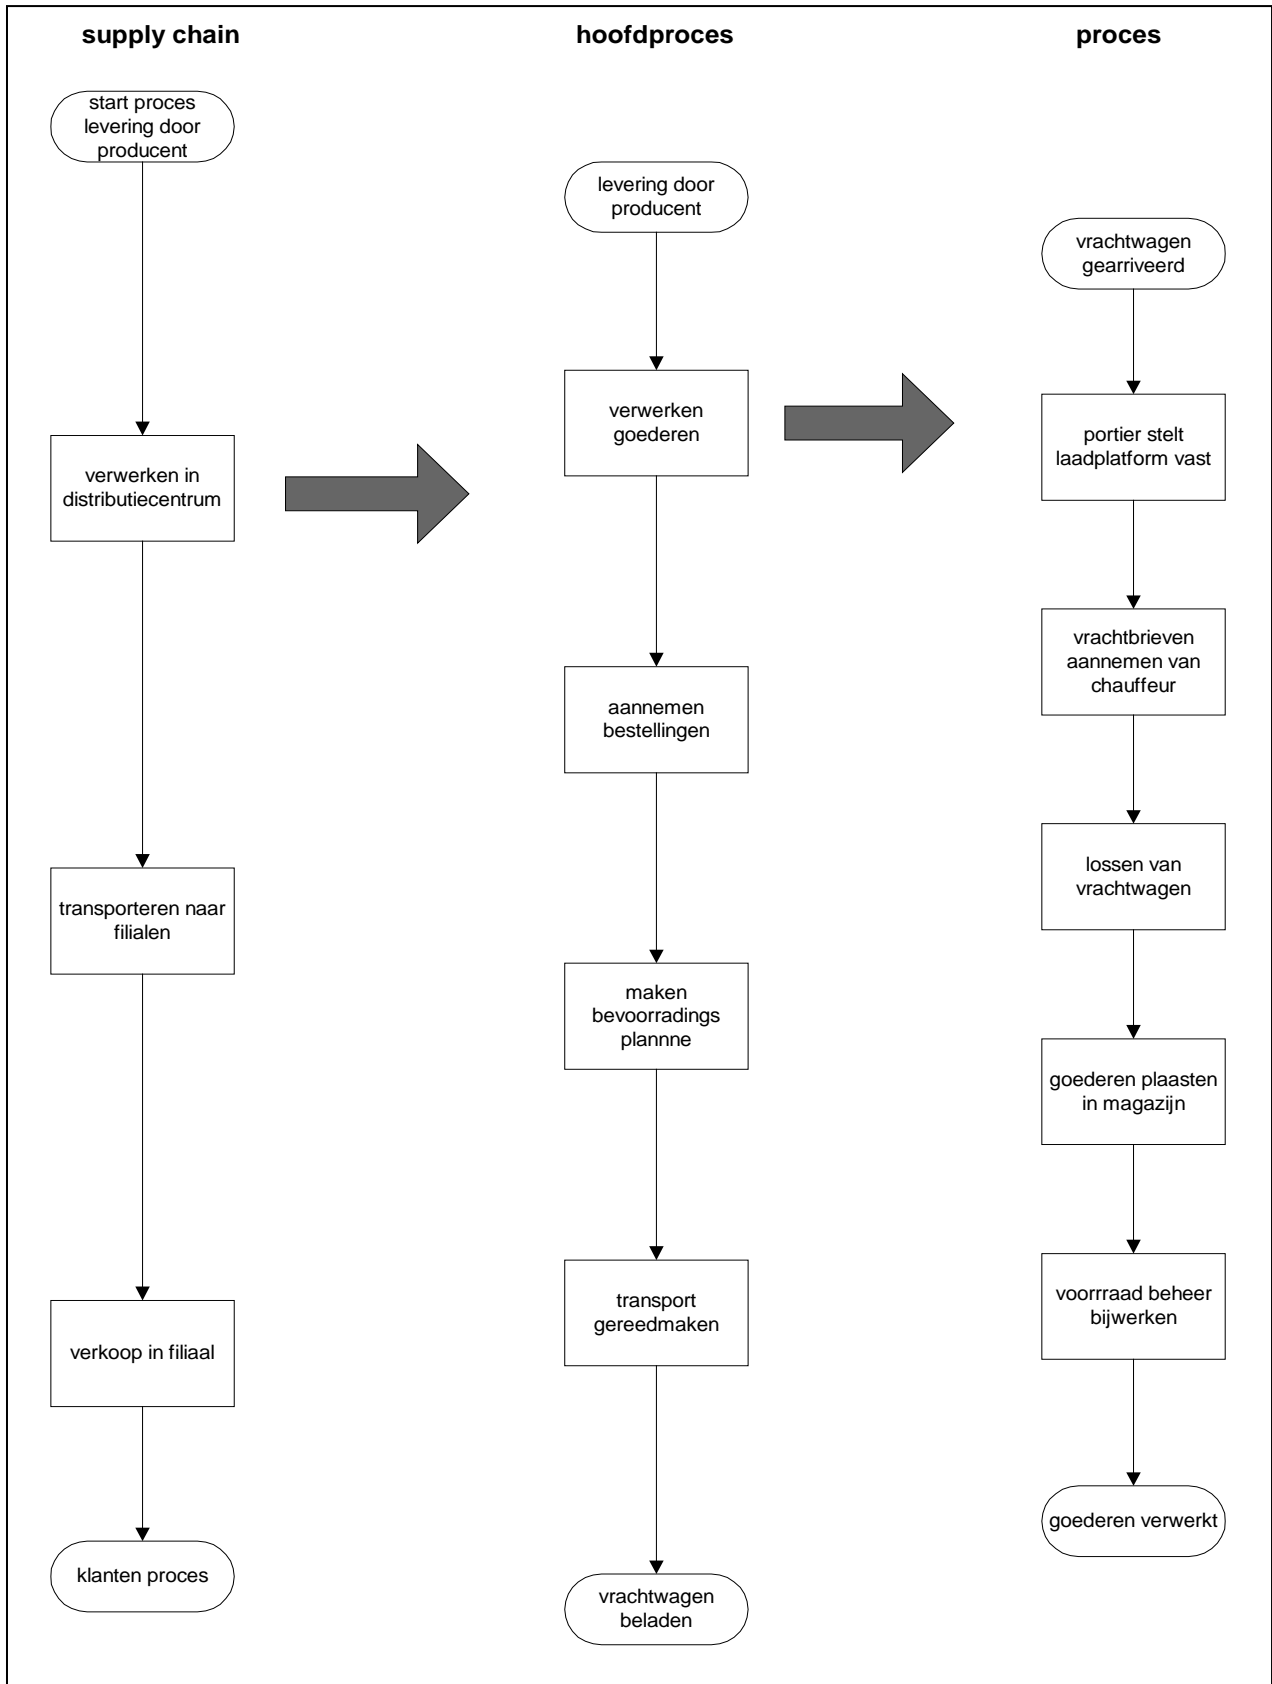 supply chain
start proces
levering door
producent
verwerken in
distributiecentrum
transporteren naar
filialen
verkoop in filiaal
klanten proces
hoofdproces
levering door
producent
verwerken
goederen
aannemen
bestellingen
maken
bevoorradings
plannne
transport
gereedmaken
vrachtwagen
beladen
proces
vrachtwagen
gearriveerd
portier stelt
laadplatform vast
vrachtbrieven
aannemen van
chauffeur
lossen van
vrachtwagen
goederen plaasten
in magazijn
voorrraad beheer
bijwerken
goederen verwerkt